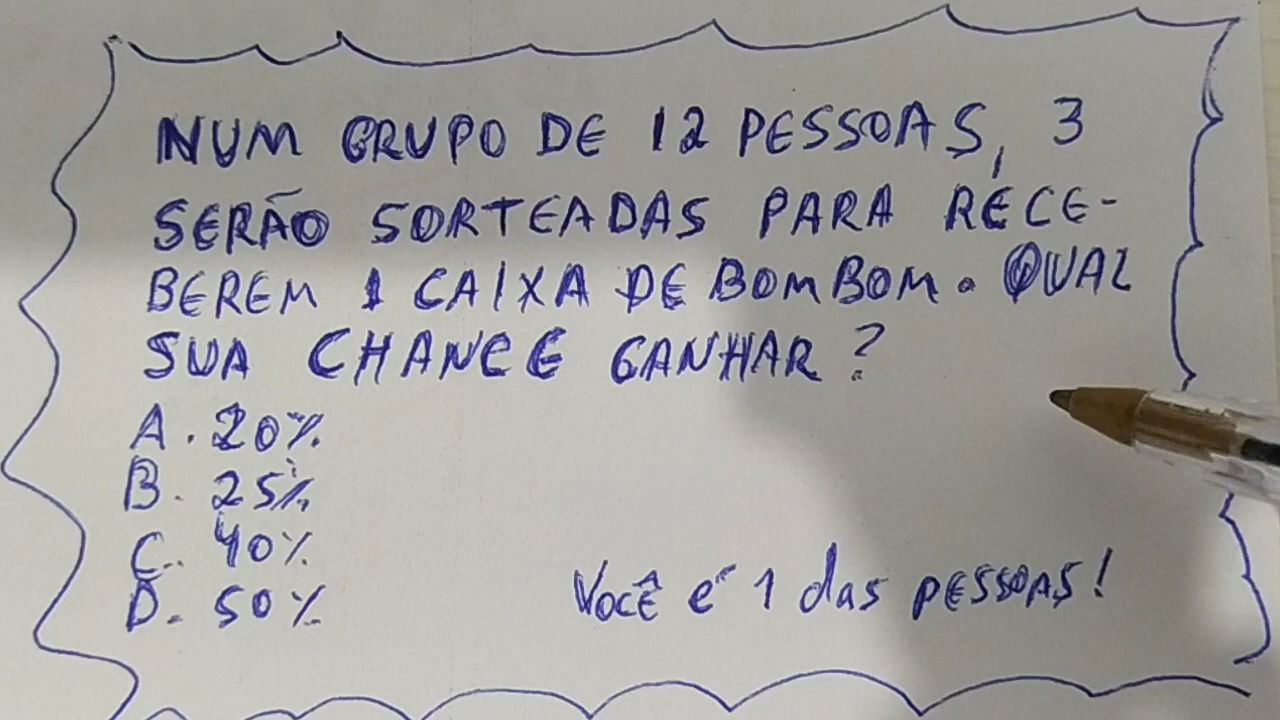 NUM GRUPO DE 12 PESSOAS, 3
SERÃO SORTEADAS PARA RECE-
BEREM 1 CAIXA DE BOMBOM. QUAL
SUA CHANCE GANHAR?
A. 20%
B. 25%
C. 40%
D. 50%
Você é 1 das PESSOAS!